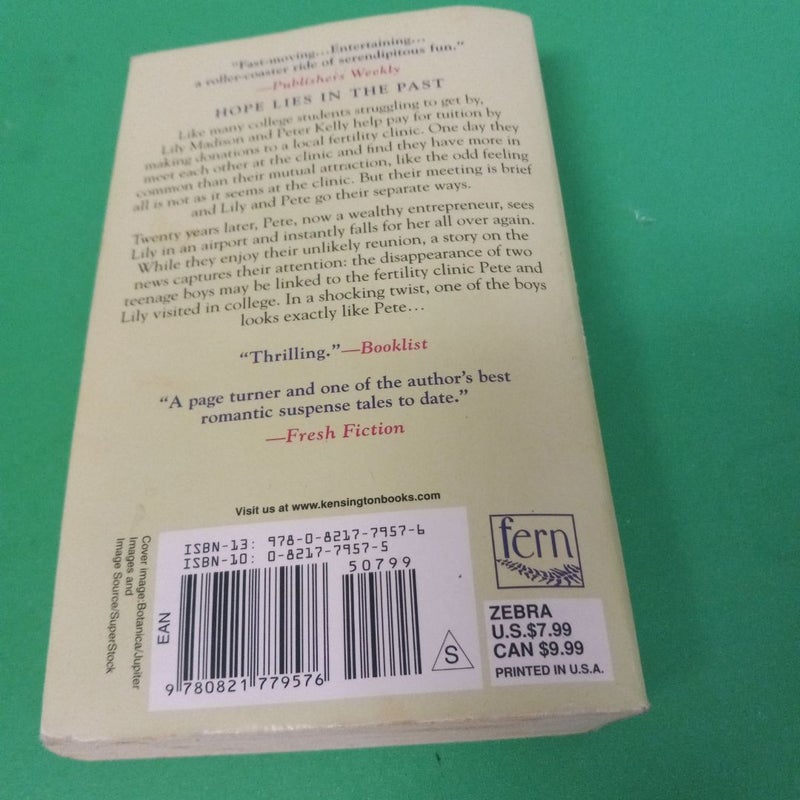 "Fast-moving...Entertaining...
a roller-coaster ride of serendipitous fun."
—Publishers Weekly
HOPE LIES IN THE PAST
Like many college students struggling to get by,
Lily Madison and Peter Kelly help pay for tuition by
making donations to a local fertility clinic. One day they
meet each other at the clinic and find they have more in
common than their mutual attraction, like the odd feeling
all is not as it seems at the clinic. But their meeting is brief
and Lily and Pete go their separate ways.
Twenty years later, Pete, now a wealthy entrepreneur, sees
Lily in an airport and instantly falls for her all over again.
While they enjoy their unlikely reunion, a story on the
news captures their attention: the disappearance of two
teenage boys may be linked to the fertility clinic Pete and
Lily visited in college. In a shocking twist, one of the boys
looks exactly like Pete...
"Thrilling."—Booklist
"A page turner and one of the author's best
romantic suspense tales to date."
—Fresh Fiction
Visit us at www.kensingtonbooks.com
Cover image:Botanica/Jupiter
Images and
Image Source/SuperStock
EAN
ISBN-13: 978-0-8217-7957-6
ISBN-10: 0-8217-7957-5
50799
9 780821 779576
S
fern
ZEBRA
U.S.$7.99
CAN $9.99
PRINTED IN U.S.A.